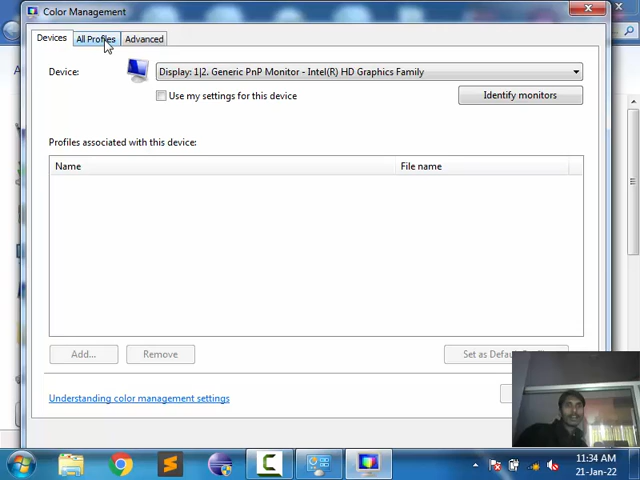 Color Management
Devices All Profiles Advanced
Device: Display: 1|2. Generic PnP Monitor - Intel(R) HD Graphics Family
Use my settings for this device Identify monitors
Profiles associated with this device:
Name File name
Add... Remove Set as Default
Understanding color management settings
11:34 AM
21-Jan-22